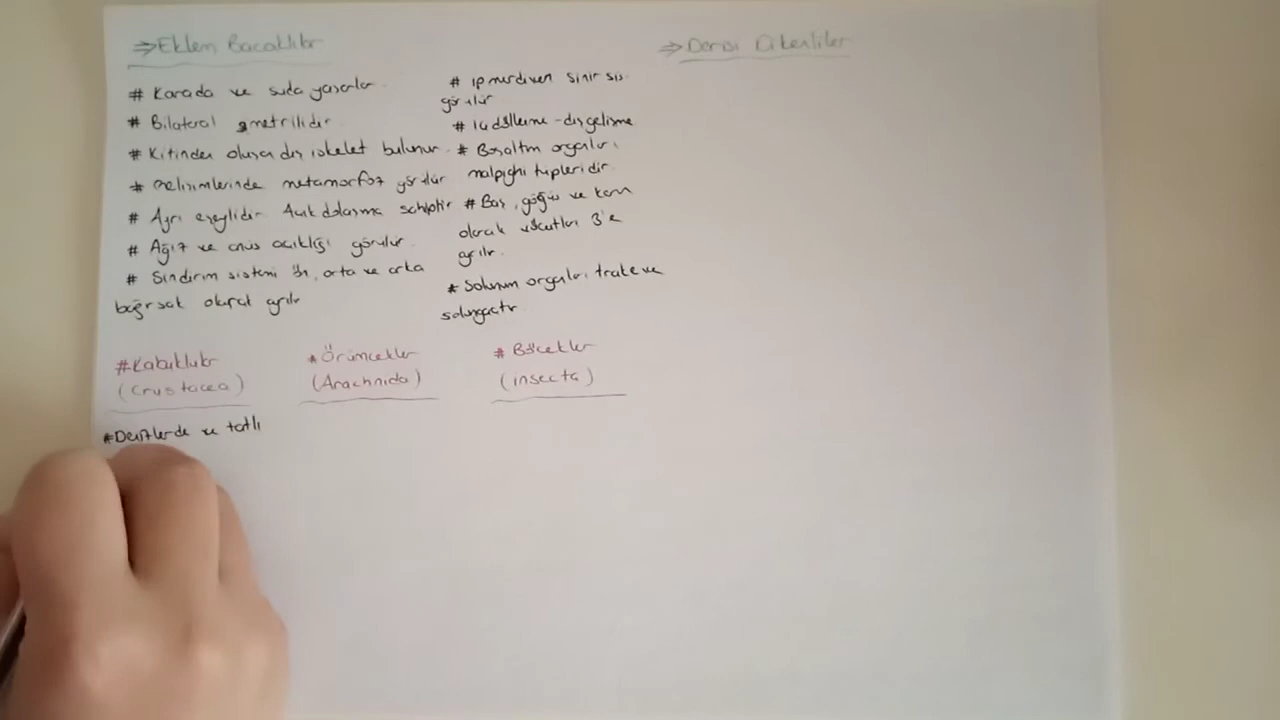 ⇒ Eklem Bacaklılar
# Karada ve suda yaşarlar
# Bilateral simetrilidir
# Kitinden oluşan dış iskelet bulunur
# Gelişimlerinde metamorfoz görülür
# Ayrı eşeylidir Açık dolaşıma sahiptir
# Ağız ve anüs açıklığı görülür
# Sindirim sistemi ön, orta ve arka
bağırsak olarak ayrılır
# ip merdiven sinir sis.
görülür
# iç dölleme - dış gelişme
# Boşaltım organları
malpighi tüpleridir
# Baş, göğüs ve karın
olarak vücutları 3'e
ayrılır.
* Solunum organları trake ve
solungaçtır
⇒ Derisi Dikenliler
# Kabuklular
(Crustacea)
* Örümcekler
(Arachnida)
* Böcekler
(insecta)
* Denizlerde ve tatlı